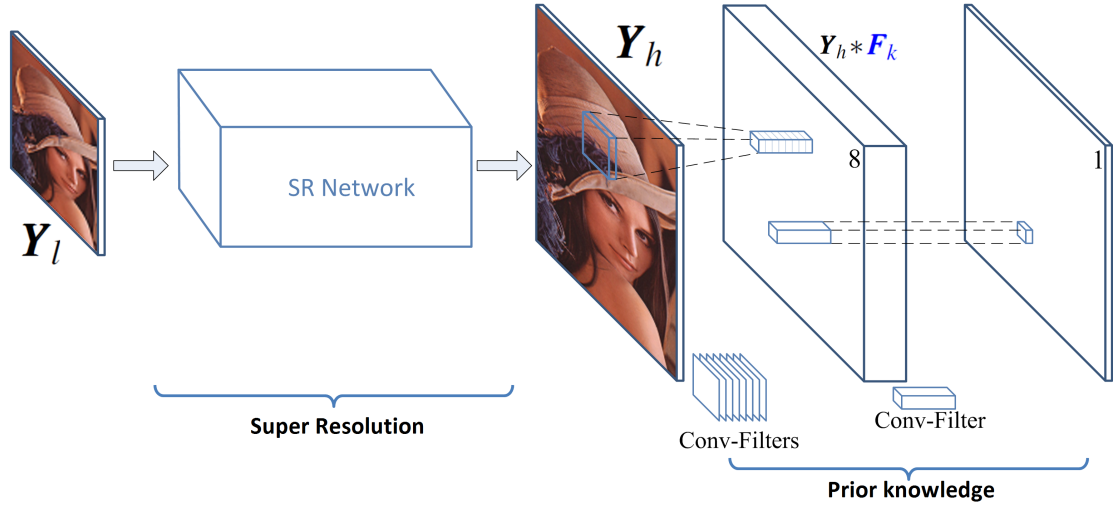 Y_l
SR Network
Y_h
Y_h * F_k
8
1
Conv-Filters
Conv-Filter
Super Resolution
Prior knowledge